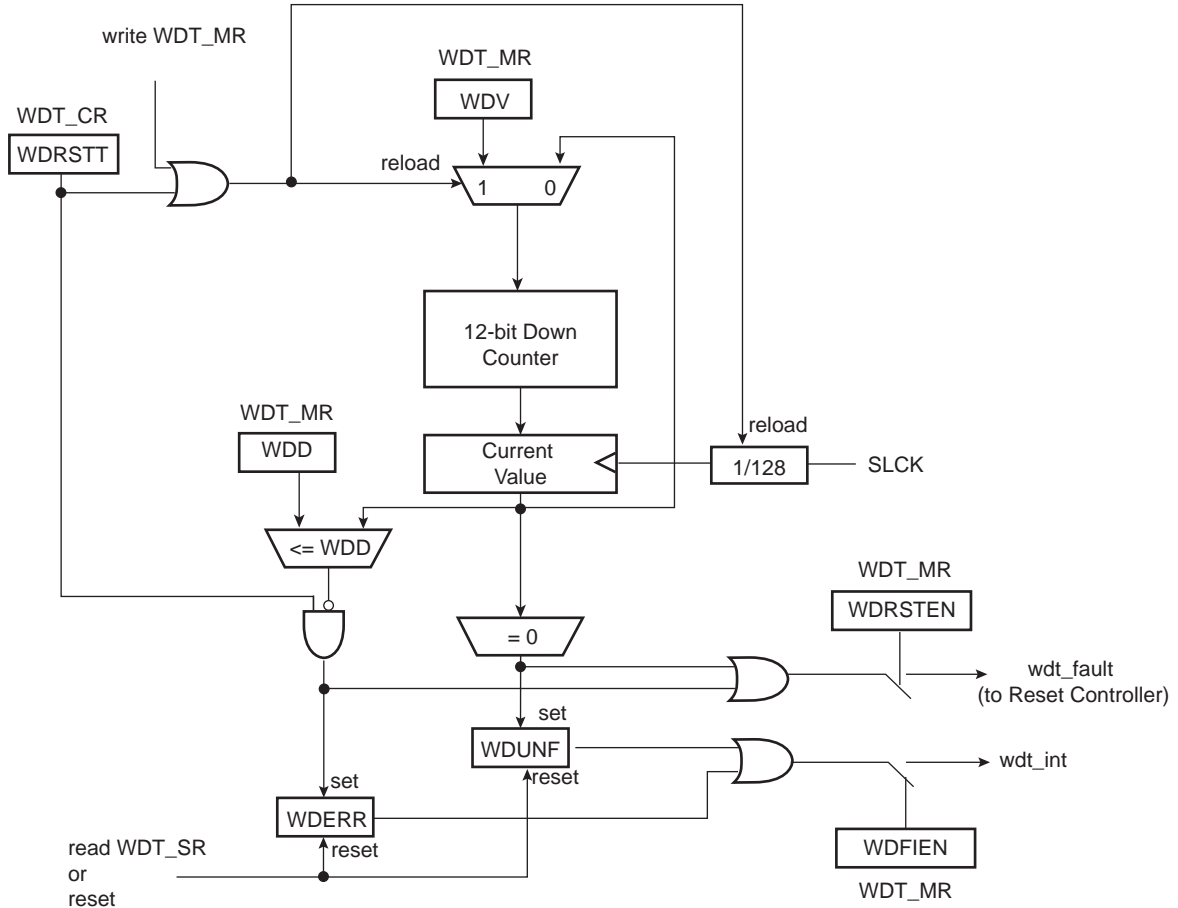 write WDT_MR
WDT_MR
WDV
WDT_CR
WDRSTT
reload
1 0
12-bit Down
Counter
WDT_MR
WDD
Current
Value
reload
1/128
SLCK
<= WDD
WDT_MR
WDRSTEN
= 0
wdt_fault
(to Reset Controller)
set
WDUNF
reset
wdt_int
set
WDERR
reset
read WDT_SR
or
reset
WDFIEN
WDT_MR